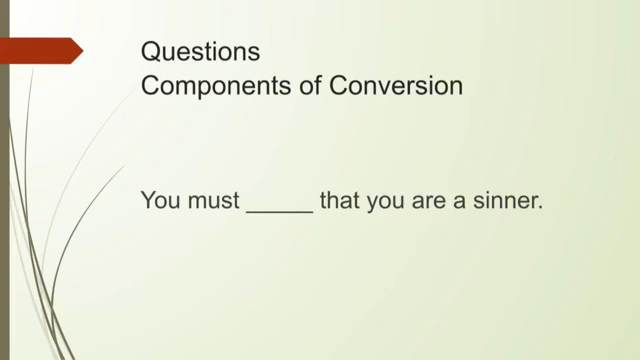 Questions
Components of Conversion
You must _____ that you are a sinner.